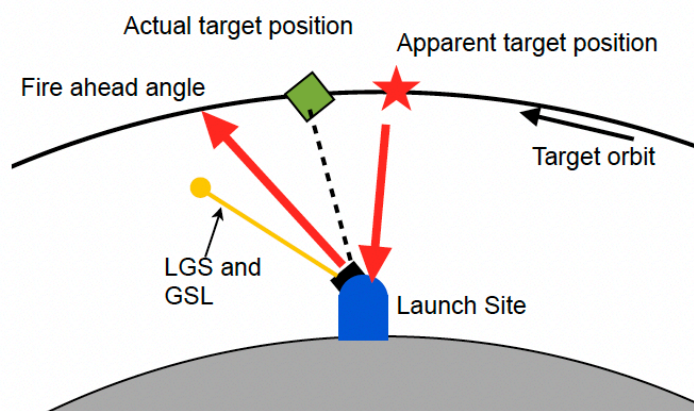 Actual target position
Apparent target position
Fire ahead angle
Target orbit
LGS and
GSL
Launch Site